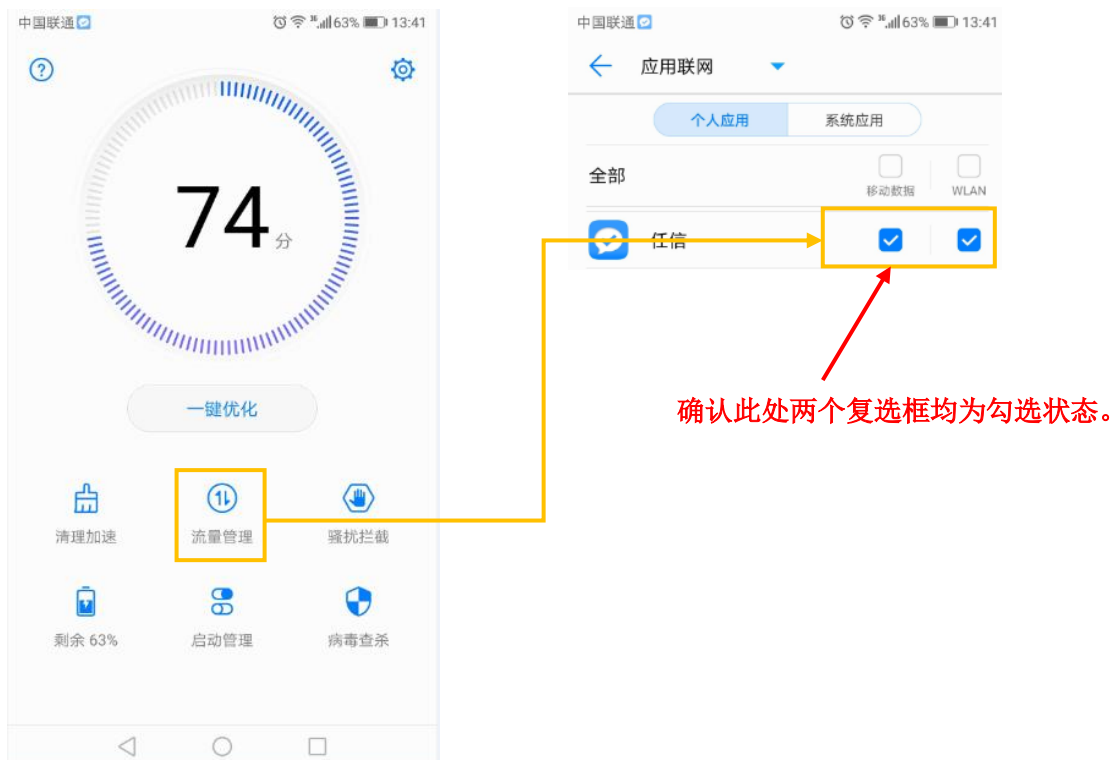 中国联通 63% 13:41
74分
一键优化
清理加速 流量管理 骚扰拦截
剩余 63% 启动管理 病毒查杀
中国联通 63% 13:41
应用联网
个人应用 系统应用
全部 移动数据 WLAN
任信
确认此处两个复选框均为勾选状态。